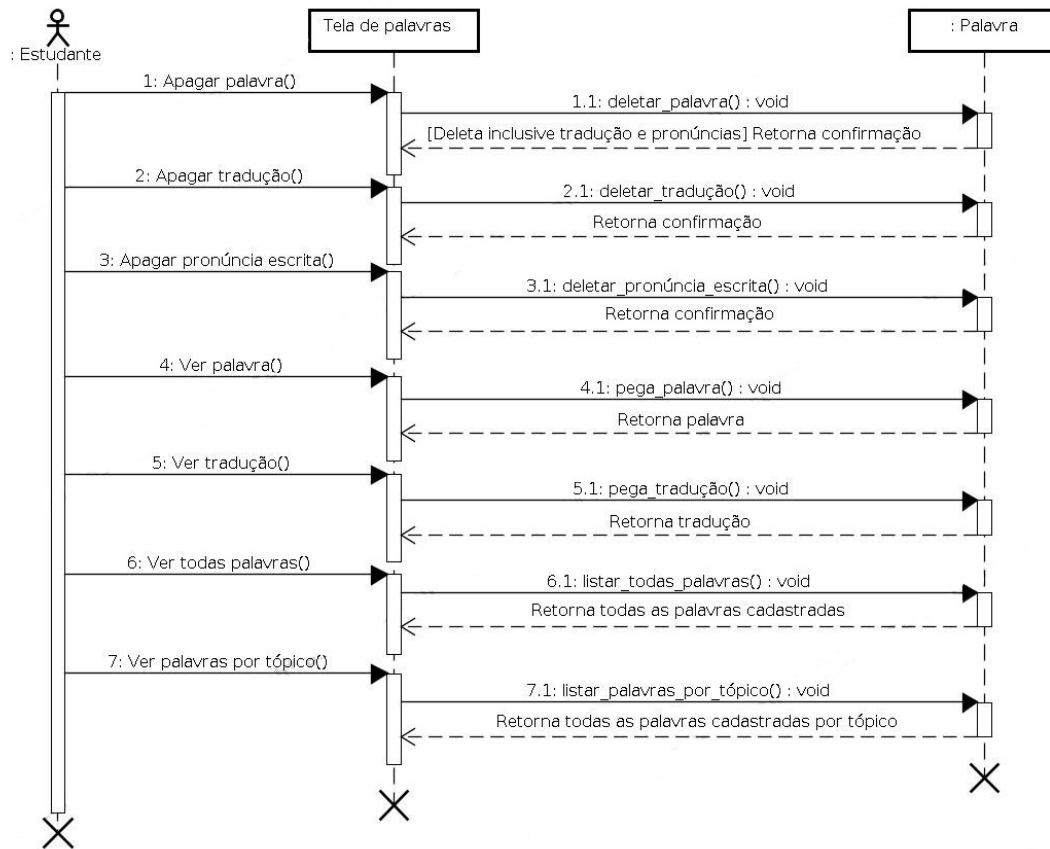 : Estudante
Tela de palavras
: Palavra
1: Apagar palavra()
1.1: deletar_palavra() : void
[Deleta inclusive tradução e pronúncias] Retorna confirmação
2: Apagar tradução()
2.1: deletar_tradução() : void
Retorna confirmação
3: Apagar pronúncia escrita()
3.1: deletar_pronúncia_escrita() : void
Retorna confirmação
4: Ver palavra()
4.1: pega_palavra() : void
Retorna palavra
5: Ver tradução()
5.1: pega_tradução() : void
Retorna tradução
6: Ver todas palavras()
6.1: listar_todas_palavras() : void
Retorna todas as palavras cadastradas
7: Ver palavras por tópico()
7.1: listar_palavras_por_tópico() : void
Retorna todas as palavras cadastradas por tópico